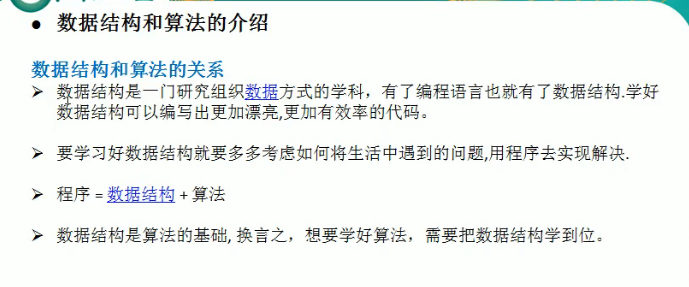 ● 数据结构和算法的介绍
数据结构和算法的关系
➢ 数据结构是一门研究组织数据方式的学科，有了编程语言也就有了数据结构.学好
数据结构可以编写出更加漂亮,更加有效率的代码。
➢ 要学习好数据结构就要多多考虑如何将生活中遇到的问题,用程序去实现解决.
➢ 程序 = 数据结构 + 算法
➢ 数据结构是算法的基础, 换言之，想要学好算法，需要把数据结构学到位。